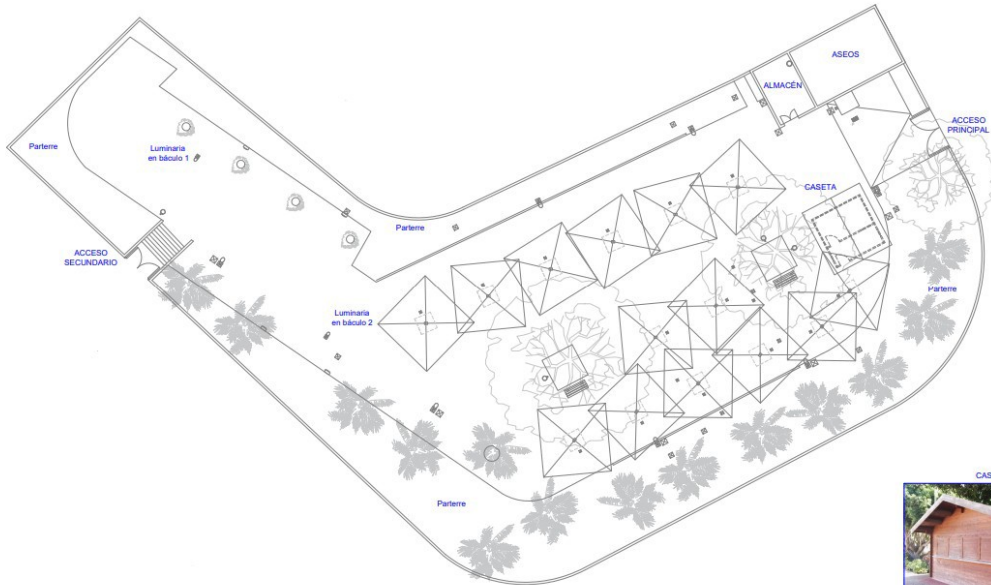 ASEOS
ALMACÉN
ACCESO
PRINCIPAL
Parterre
Luminaria
en báculo 1
CASETA
Parterre
ACCESO
SECUNDARIO
Parterre
Luminaria
en báculo 2
CAS
Parterre